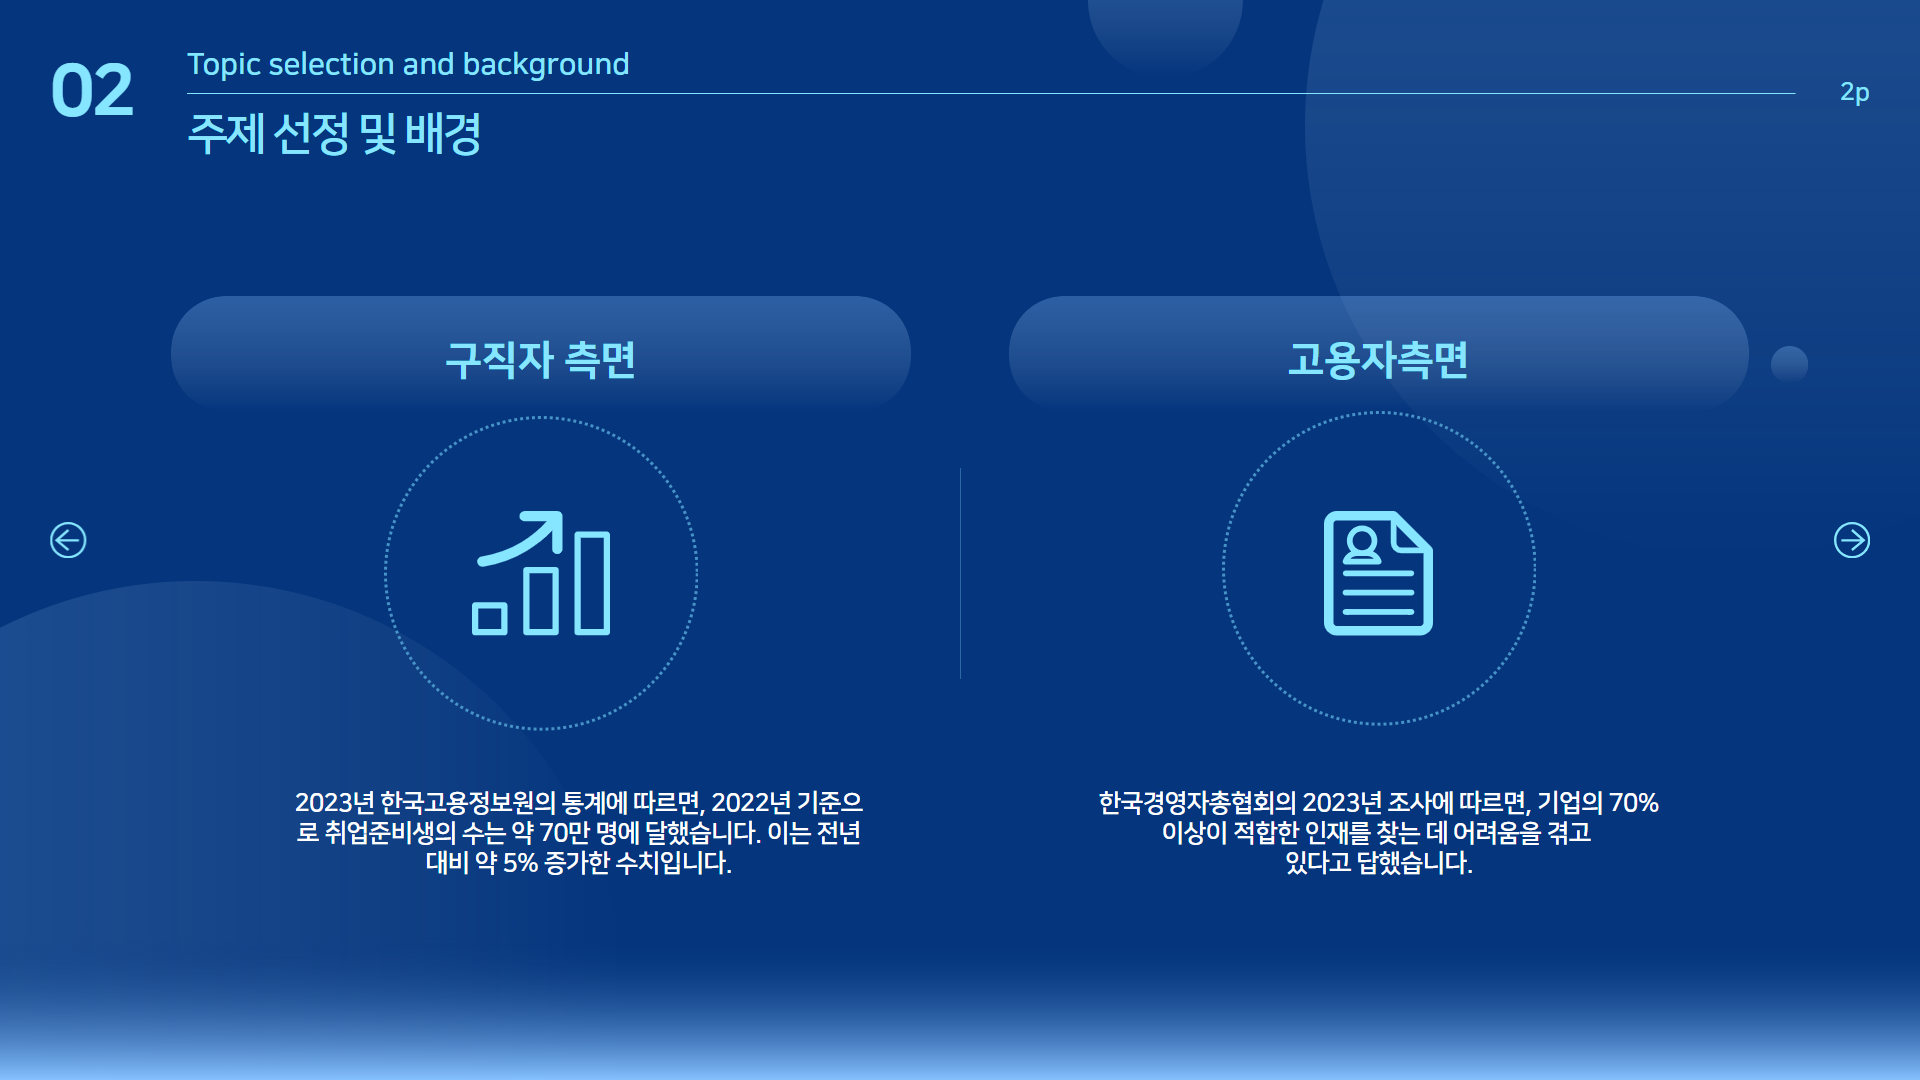 02
Topic selection and background
2p
주제 선정 및 배경
구직자 측면
고용자측면
2023년 한국고용정보원의 통계에 따르면, 2022년 기준으
로 취업준비생의 수는 약 70만 명에 달했습니다. 이는 전년
대비 약 5% 증가한 수치입니다.
한국경영자총협회의 2023년 조사에 따르면, 기업의 70%
이상이 적합한 인재를 찾는 데 어려움을 겪고
있다고 답했습니다.